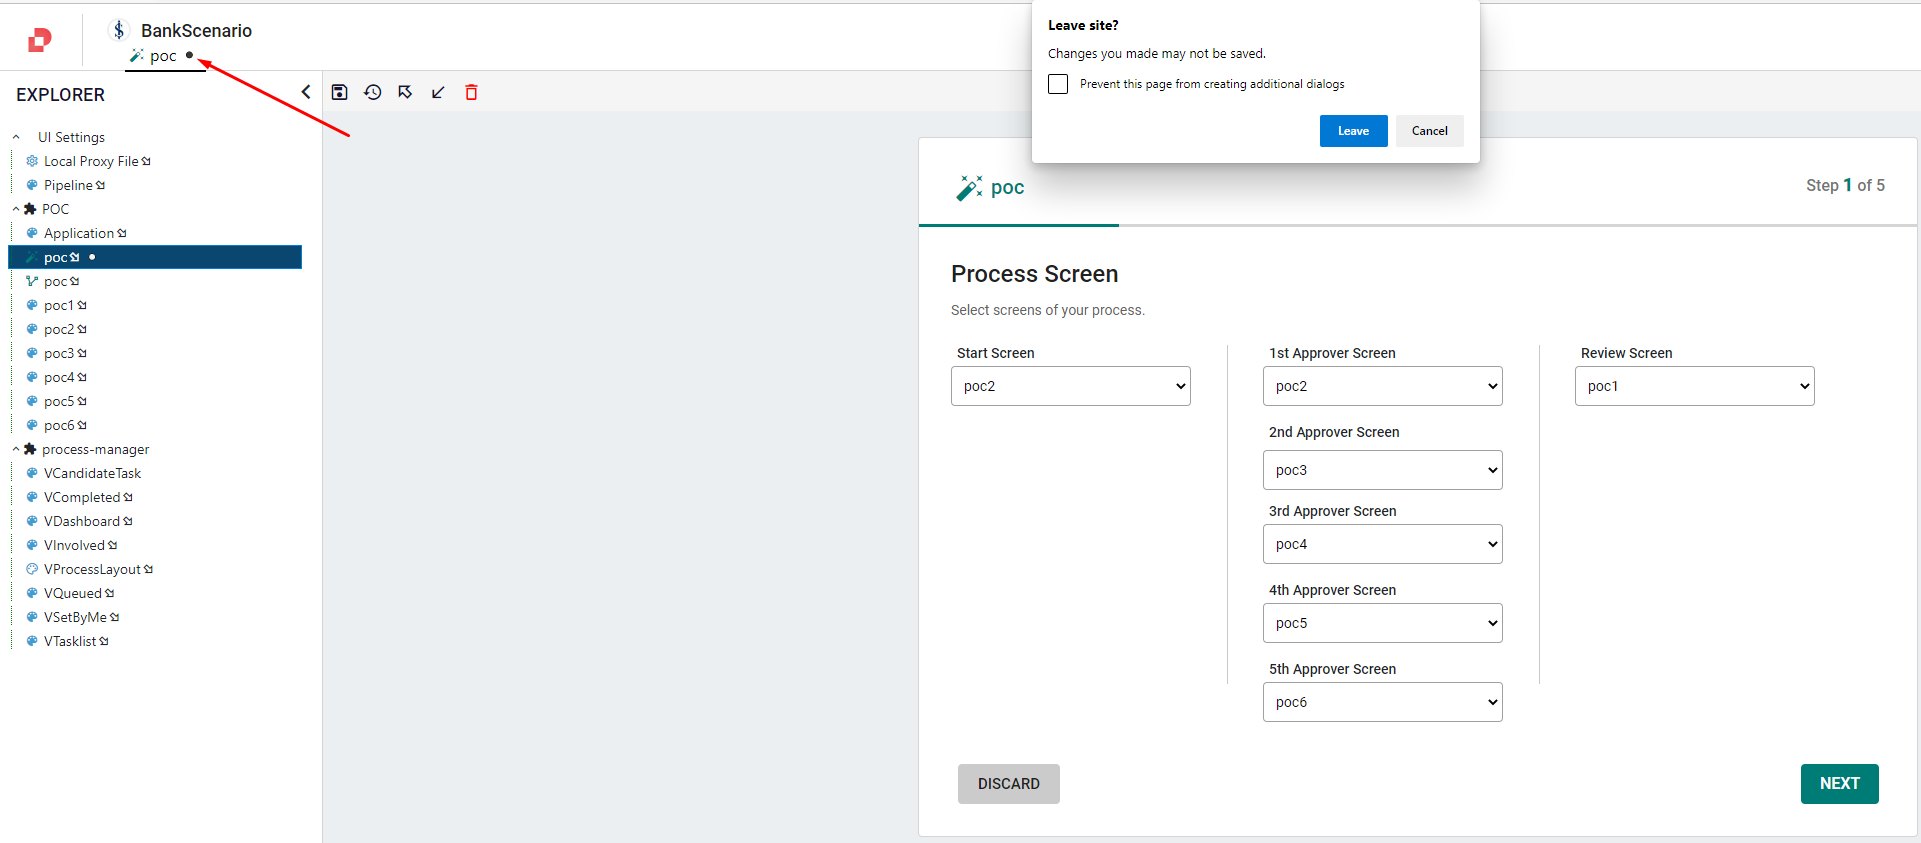 BankScenario
poc
Leave site?
Changes you made may not be saved.
Prevent this page from creating additional dialogs
Leave
Cancel
EXPLORER
UI Settings
Local Proxy File
Pipeline
POC
Application
poc
poc
poc1
poc2
poc3
poc4
poc5
poc6
process-manager
VCandidateTask
VCompleted
VDashboard
VInvolved
VProcessLayout
VQueued
VSetByMe
VTasklist
poc
Step 1 of 5
Process Screen
Select screens of your process.
Start Screen
poc2
1st Approver Screen
poc2
2nd Approver Screen
poc3
3rd Approver Screen
poc4
4th Approver Screen
poc5
5th Approver Screen
poc6
Review Screen
poc1
DISCARD
NEXT